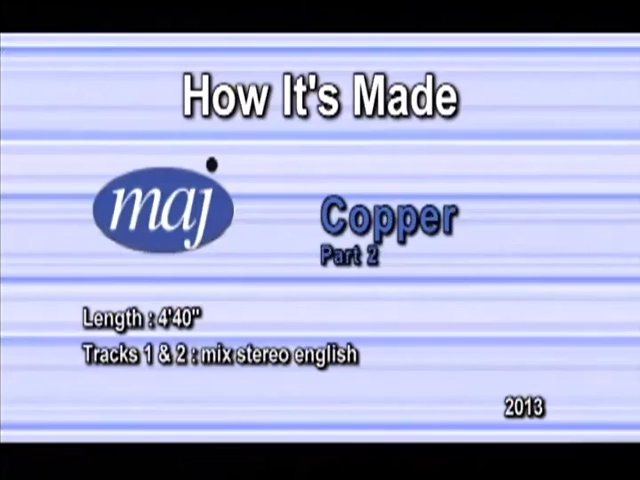 How It's Made
maj
Copper
Part 2
Length : 4'40"
Tracks 1 & 2 : mix stereo english
2013